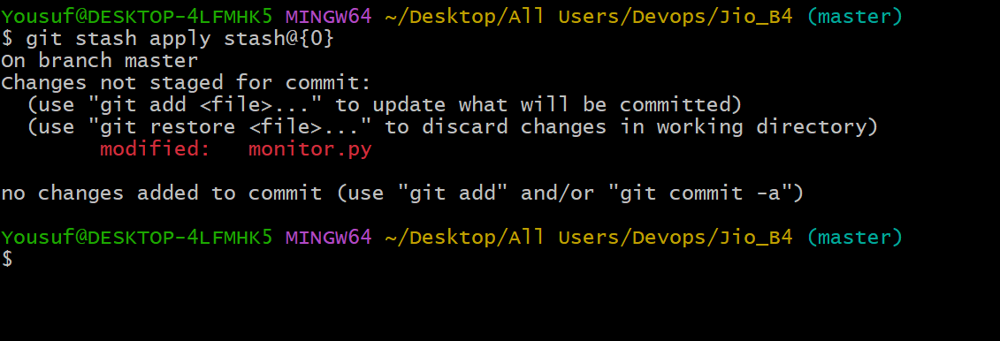 Yousuf@DESKTOP-4LFMHK5 MINGW64 ~/Desktop/All Users/Devops/Jio_B4 (master)
$ git stash apply stash@{0}
On branch master
Changes not staged for commit:
  (use "git add <file>..." to update what will be committed)
  (use "git restore <file>..." to discard changes in working directory)
        modified:   monitor.py

no changes added to commit (use "git add" and/or "git commit -a")

Yousuf@DESKTOP-4LFMHK5 MINGW64 ~/Desktop/All Users/Devops/Jio_B4 (master)
$